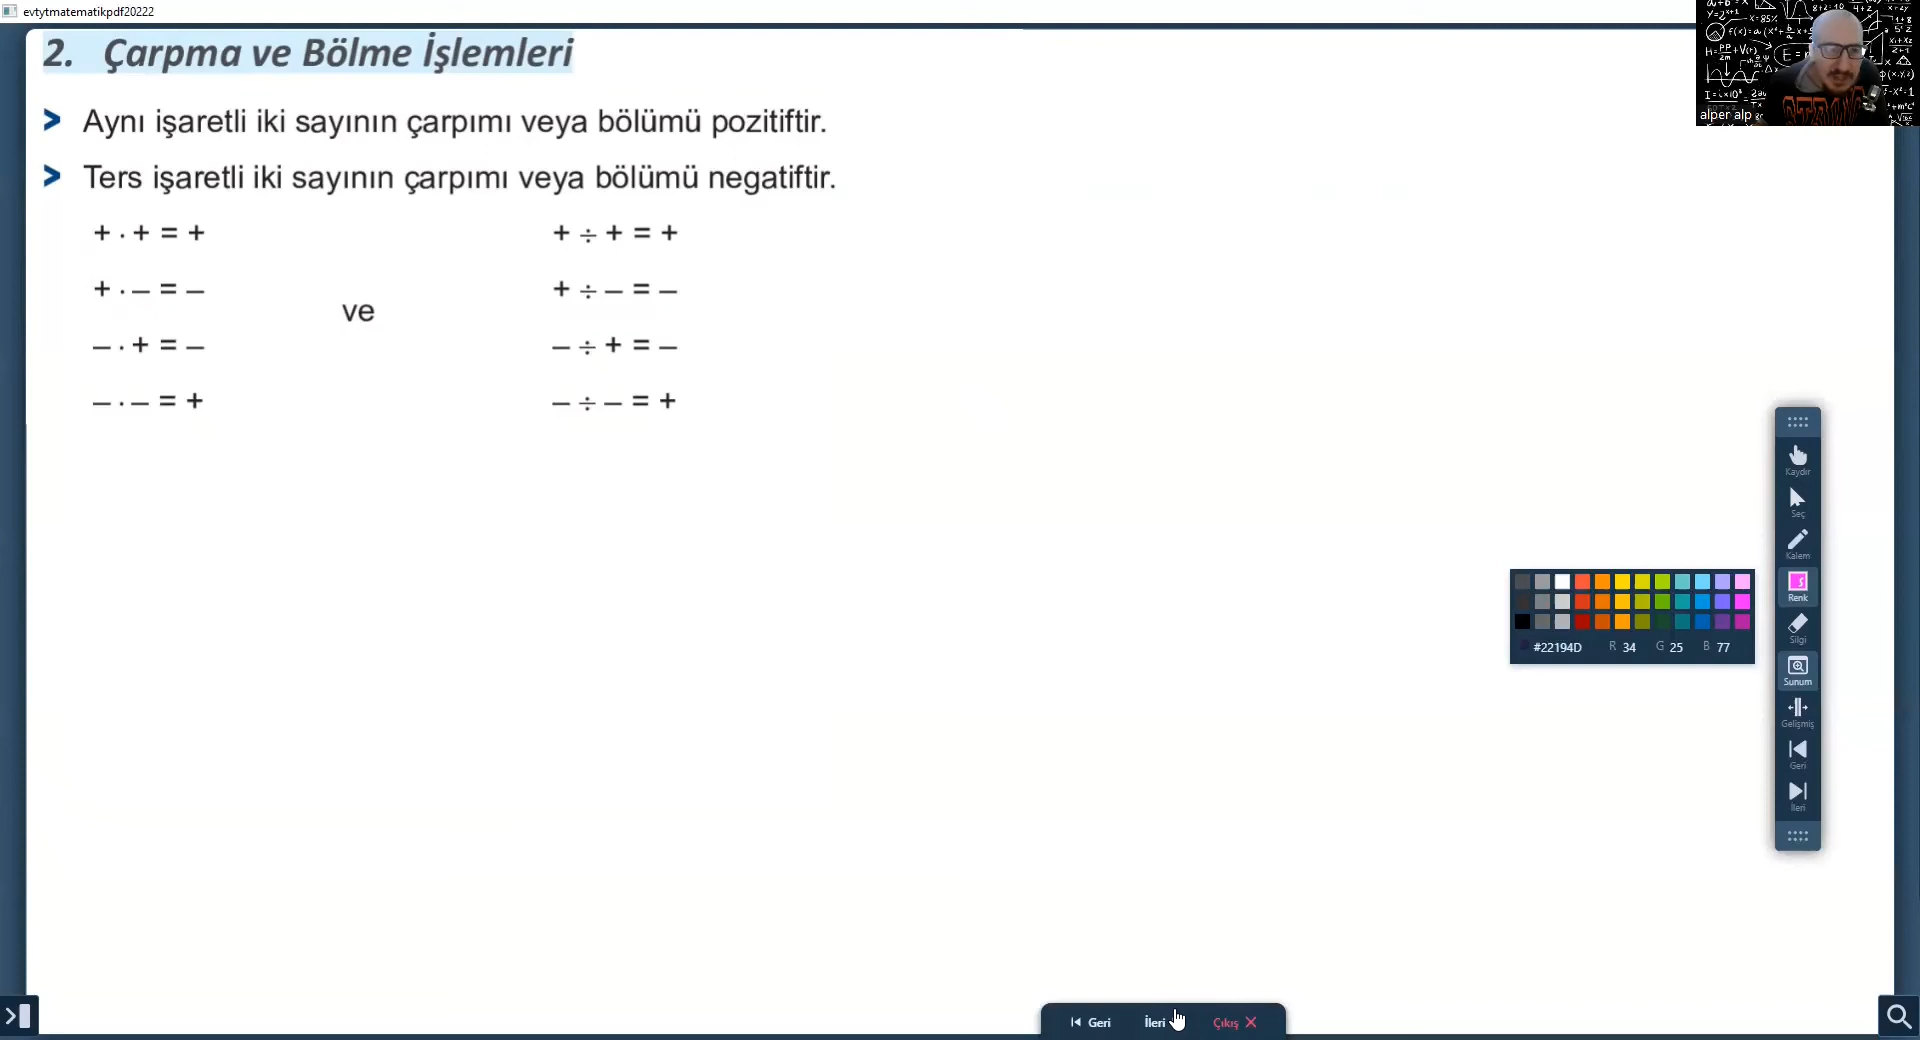 evtytmatematikpdf20222
2. Çarpma ve Bölme İşlemleri
> Aynı işaretli iki sayının çarpımı veya bölümü pozitiftir.
> Ters işaretli iki sayının çarpımı veya bölümü negatiftir.
+ . + = +
+ . – = –
– . + = –
– . – = +
ve
+ ÷ + = +
+ ÷ – = –
– ÷ + = –
– ÷ – = +
alper alp
Kaydır
Seç
Kalem
Renk
Silgi
Sunum
Gelişmiş
Geri
İleri
#22194D R 34 G 25 B 77
Geri İleri Çıkış